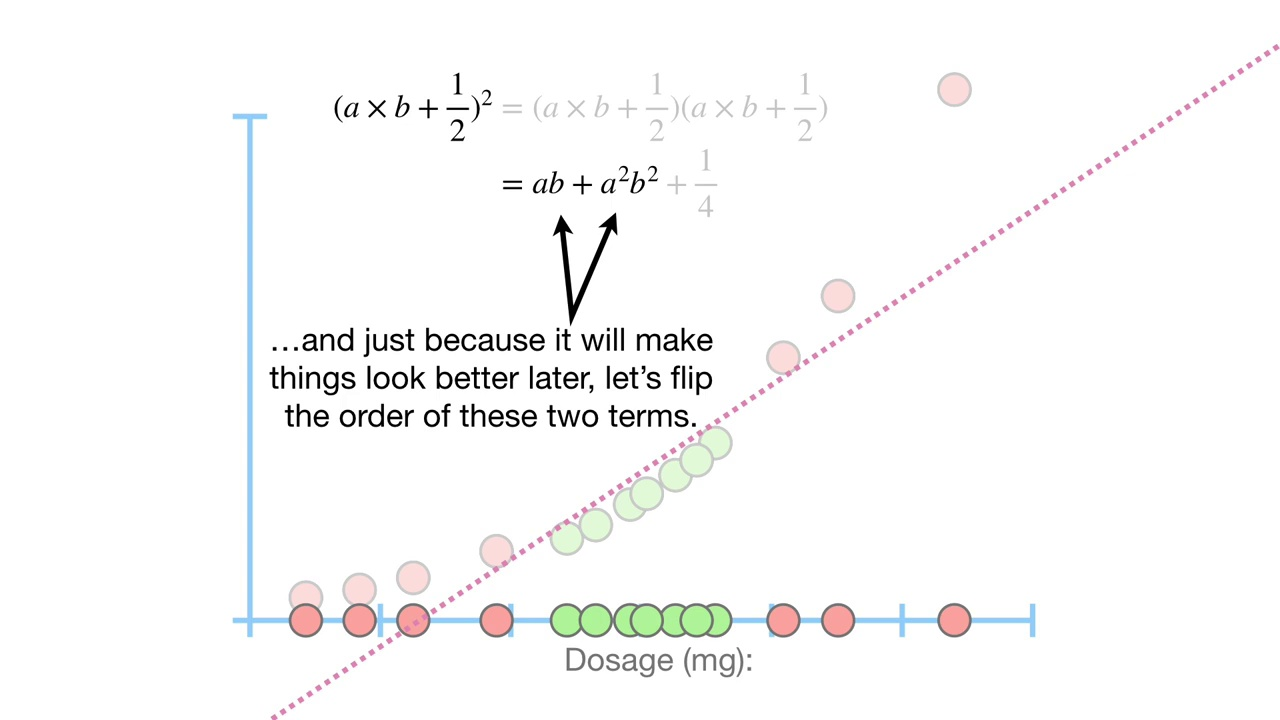 (a × b + 1/2)² = (a × b + 1/2)(a × b + 1/2)
= ab + a²b² + 1/4
…and just because it will make
things look better later, let’s flip
the order of these two terms.
Dosage (mg):